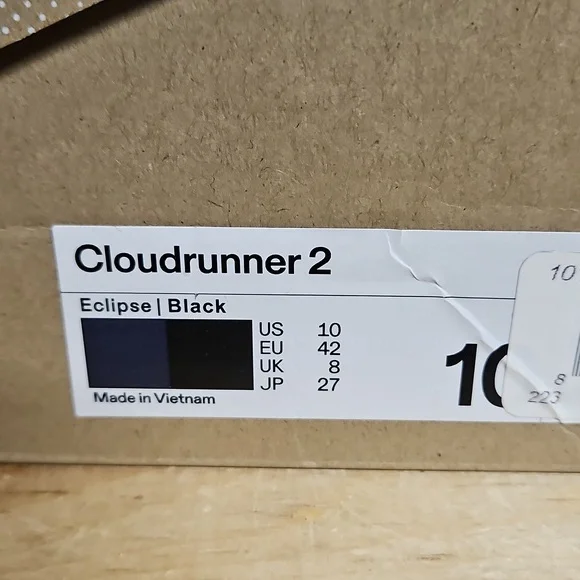 Cloudrunner 2
Eclipse | Black
US 10
EU 42
UK 8
JP 27
Made in Vietnam
10
10
8
223